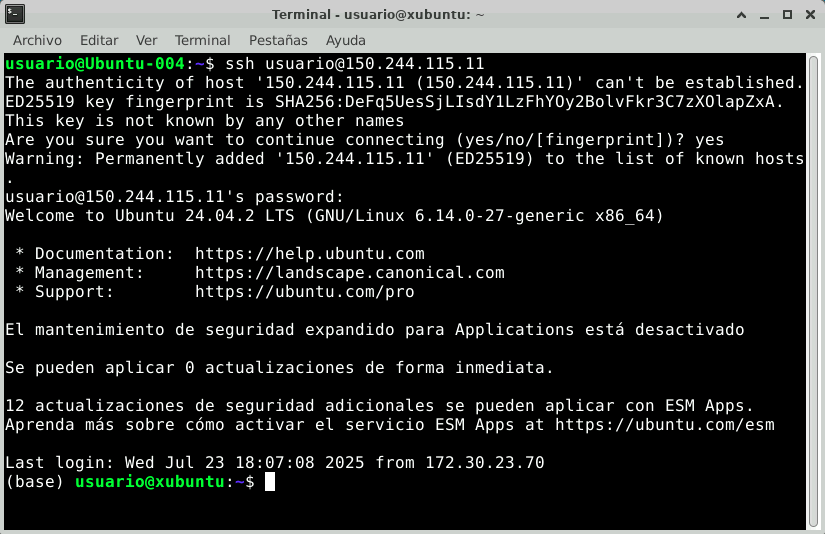 Terminal - usuario@xubuntu: ~
Archivo Editar Ver Terminal Pestañas Ayuda
usuario@Ubuntu-004:~$ ssh usuario@150.244.115.11
The authenticity of host '150.244.115.11 (150.244.115.11)' can't be established.
ED25519 key fingerprint is SHA256:DeFq5UesSjLIsdY1LzFhYOy2BolvFkr3C7zXOlapZxA.
This key is not known by any other names
Are you sure you want to continue connecting (yes/no/[fingerprint])? yes
Warning: Permanently added '150.244.115.11' (ED25519) to the list of known hosts
.
usuario@150.244.115.11's password:
Welcome to Ubuntu 24.04.2 LTS (GNU/Linux 6.14.0-27-generic x86_64)
* Documentation:  https://help.ubuntu.com
* Management:     https://landscape.canonical.com
* Support:        https://ubuntu.com/pro
El mantenimiento de seguridad expandido para Applications está desactivado
Se pueden aplicar 0 actualizaciones de forma inmediata.
12 actualizaciones de seguridad adicionales se pueden aplicar con ESM Apps.
Aprenda más sobre cómo activar el servicio ESM Apps at https://ubuntu.com/esm
Last login: Wed Jul 23 18:07:08 2025 from 172.30.23.70
(base) usuario@xubuntu:~$